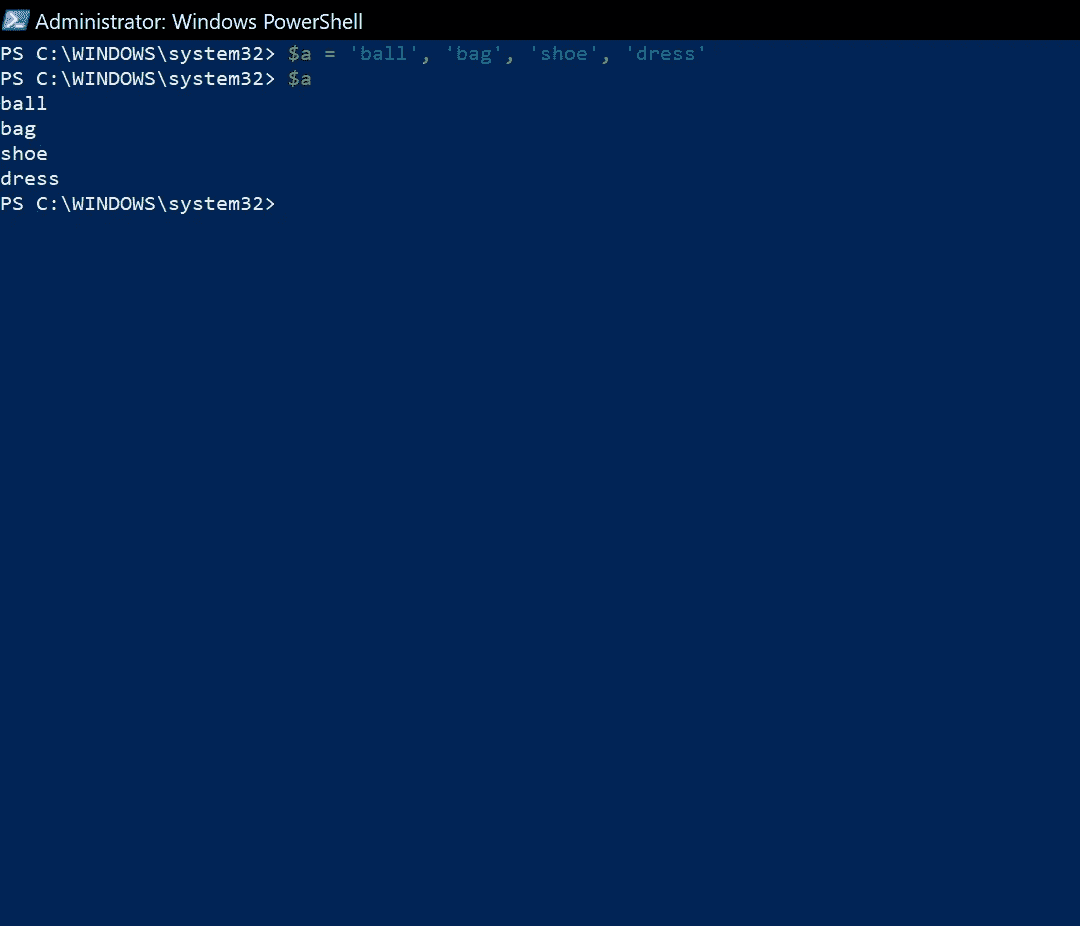 Administrator: Windows PowerShell
PS C:\WINDOWS\system32> $a = 'ball', 'bag', 'shoe', 'dress'
PS C:\WINDOWS\system32> $a
ball
bag
shoe
dress
PS C:\WINDOWS\system32>